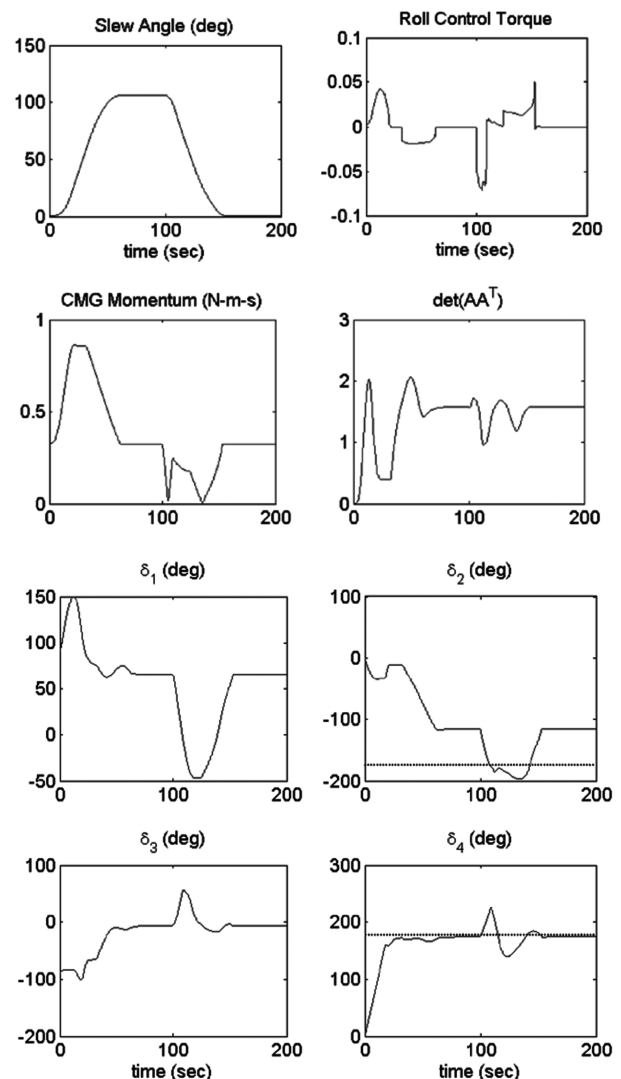 Slew Angle (deg)
150
100
50
0
0 100 200
time (sec)
Roll Control Torque
0.1
0.05
0
-0.05
-0.1
0 100 200
time (sec)
CMG Momentum (N-m-s)
1
0.5
0
0 100 200
det(AAᵀ)
3
2
1
0
0 100 200
δ₁ (deg)
150
100
50
0
-50
0 100 200
δ₂ (deg)
100
0
-100
-200
0 100 200
δ₃ (deg)
100
0
-100
-200
0 100 200
time (sec)
δ₄ (deg)
300
200
100
0
0 100 200
time (sec)